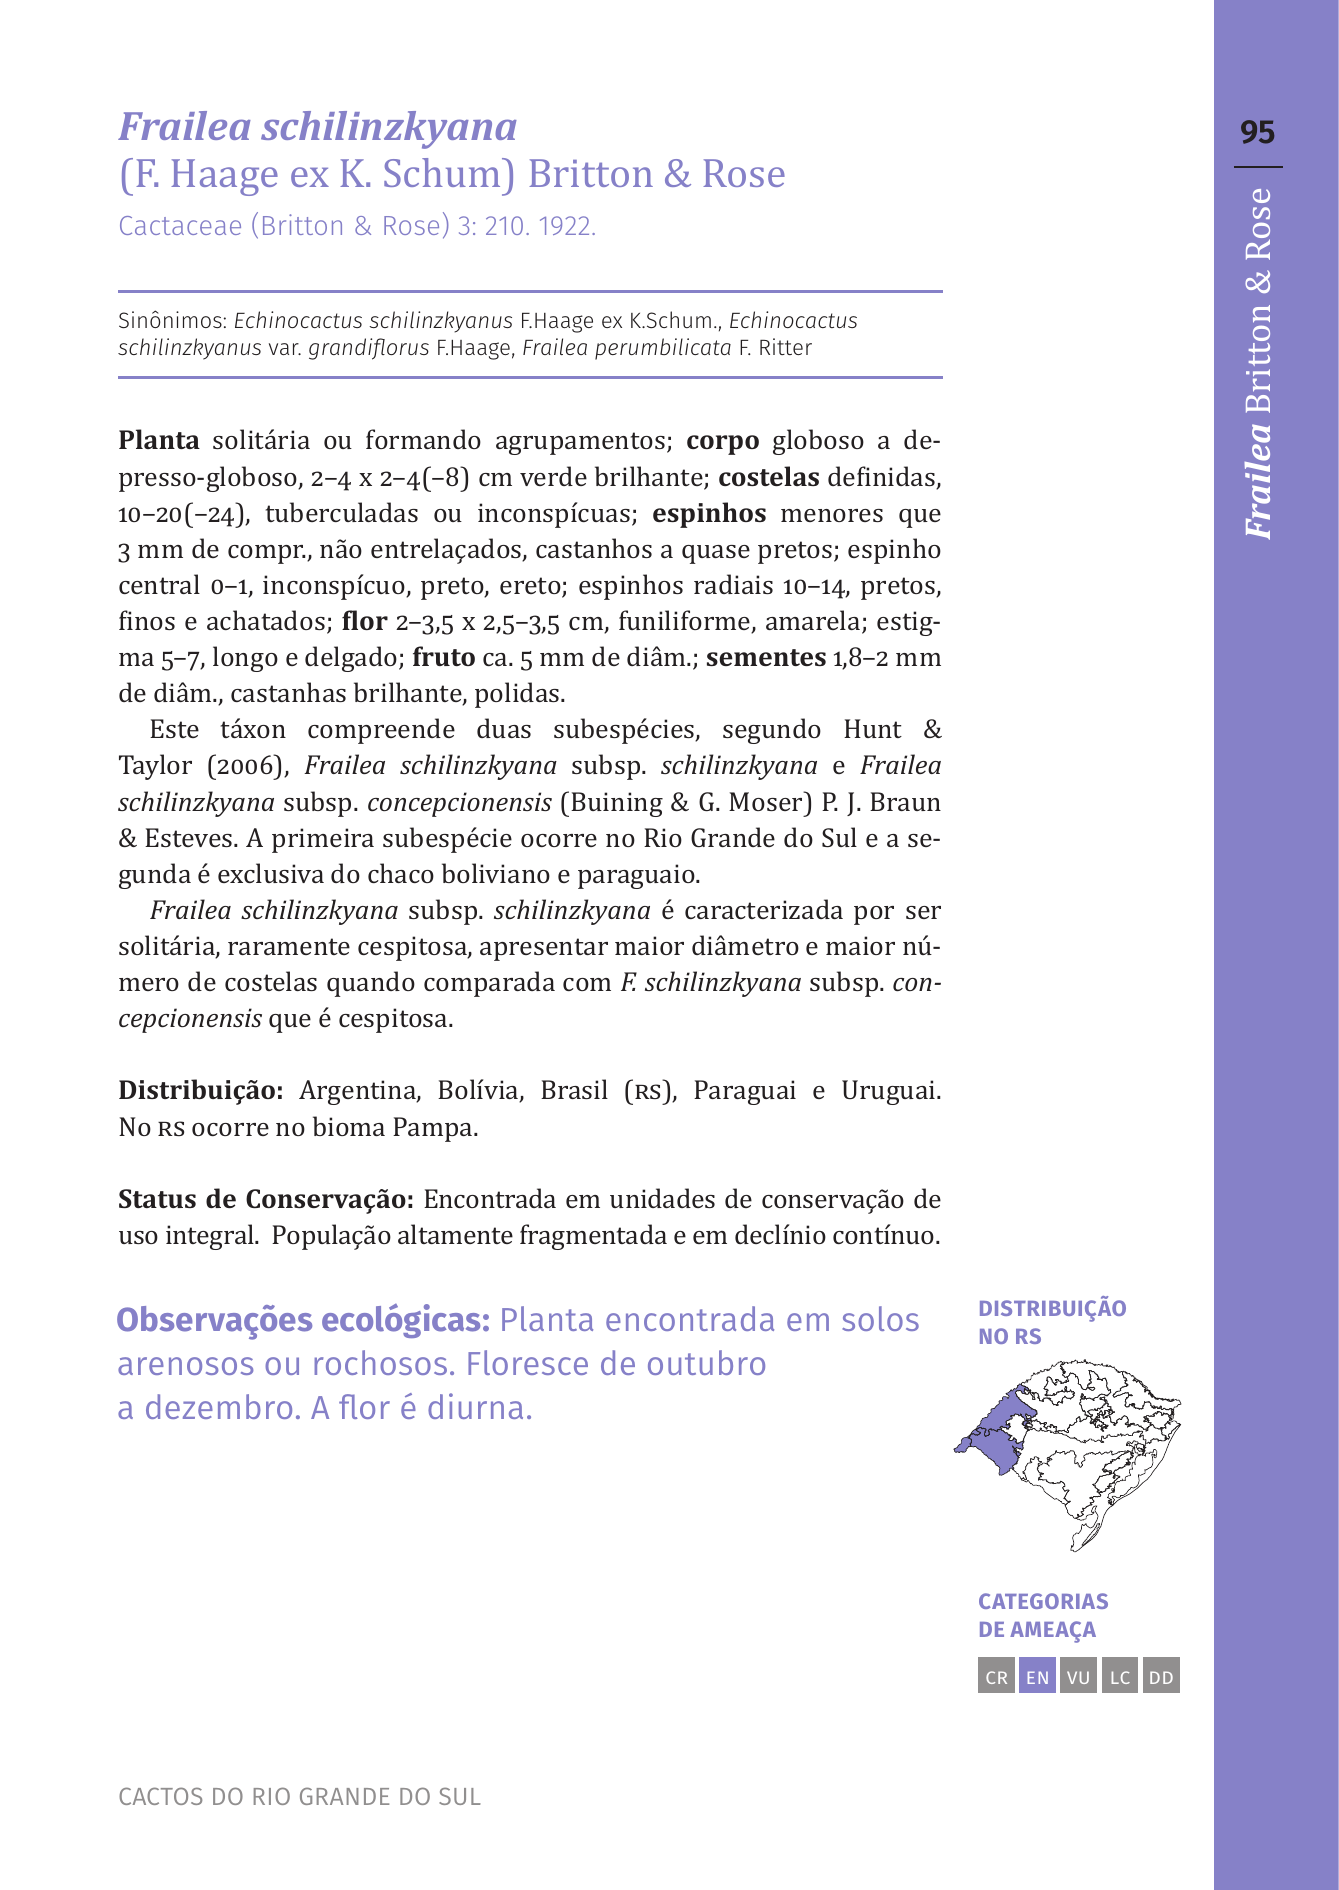 Frailea schilinzkyana
(F. Haage ex K. Schum) Britton & Rose
Cactaceae (Britton & Rose) 3: 210. 1922.
Sinônimos: Echinocactus schilinzkyanus F.Haage ex K.Schum., Echinocactus
schilinzkyanus var. grandiflorus F.Haage, Frailea perumbilicata F. Ritter
Planta solitária ou formando agrupamentos; corpo globoso a de-
presso-globoso, 2–4 x 2–4(–8) cm verde brilhante; costelas definidas,
10–20(–24), tuberculadas ou inconspícuas; espinhos menores que
3 mm de compr., não entrelaçados, castanhos a quase pretos; espinho
central 0–1, inconspícuo, preto, ereto; espinhos radiais 10–14, pretos,
finos e achatados; flor 2–3,5 x 2,5–3,5 cm, funiliforme, amarela; estig-
ma 5–7, longo e delgado; fruto ca. 5 mm de diâm.; sementes 1,8–2 mm
de diâm., castanhas brilhante, polidas.
Este táxon compreende duas subespécies, segundo Hunt &
Taylor (2006), Frailea schilinzkyana subsp. schilinzkyana e Frailea
schilinzkyana subsp. concepcionensis (Buining & G. Moser) P. J. Braun
& Esteves. A primeira subespécie ocorre no Rio Grande do Sul e a se-
gunda é exclusiva do chaco boliviano e paraguaio.
Frailea schilinzkyana subsp. schilinzkyana é caracterizada por ser
solitária, raramente cespitosa, apresentar maior diâmetro e maior nú-
mero de costelas quando comparada com F. schilinzkyana subsp. con-
cepcionensis que é cespitosa.
Distribuição: Argentina, Bolívia, Brasil (RS), Paraguai e Uruguai.
No RS ocorre no bioma Pampa.
Status de Conservação: Encontrada em unidades de conservação de
uso integral. População altamente fragmentada e em declínio contínuo.
Observações ecológicas: Planta encontrada em solos
arenosos ou rochosos. Floresce de outubro
a dezembro. A flor é diurna.
DISTRIBUIÇÃO
NO RS
CATEGORIAS
DE AMEAÇA
CR EN VU LC DD
CACTOS DO RIO GRANDE DO SUL
95
Frailea Britton & Rose